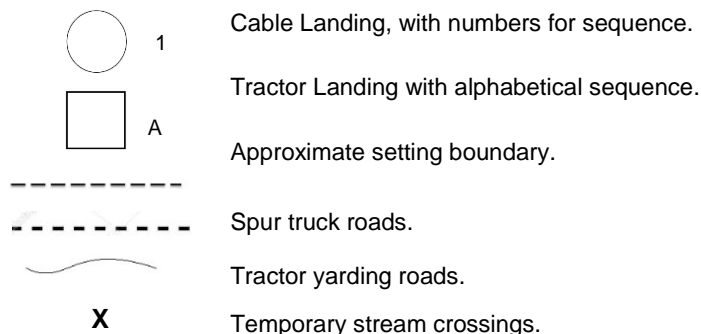 1 Cable Landing, with numbers for sequence.
Tractor Landing with alphabetical sequence.
A
Approximate setting boundary.
Spur truck roads.
Tractor yarding roads.
X Temporary stream crossings.